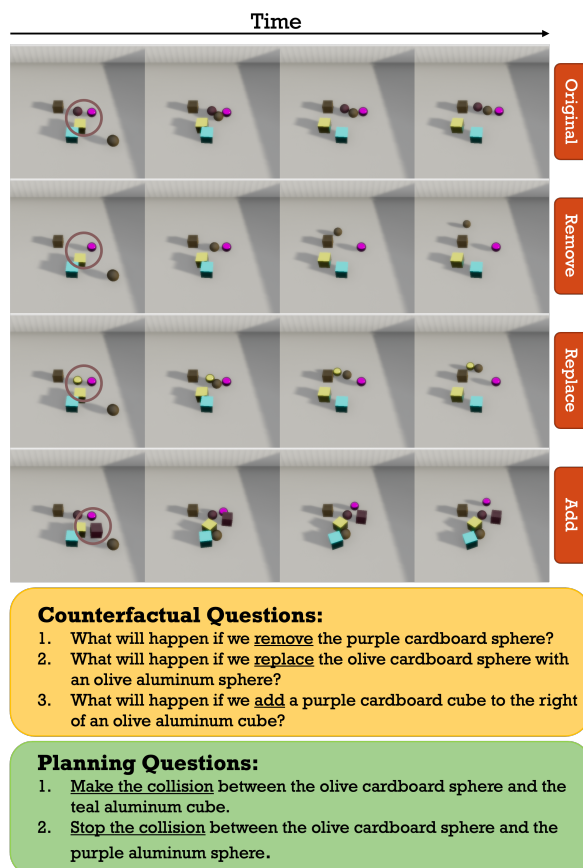 Time
Original
Remove
Replace
Add
Counterfactual Questions:
1. What will happen if we remove the purple cardboard sphere?
2. What will happen if we replace the olive cardboard sphere with
an olive aluminum sphere?
3. What will happen if we add a purple cardboard cube to the right
of an olive aluminum cube?
Planning Questions:
1. Make the collision between the olive cardboard sphere and the
teal aluminum cube.
2. Stop the collision between the olive cardboard sphere and the
purple aluminum sphere.